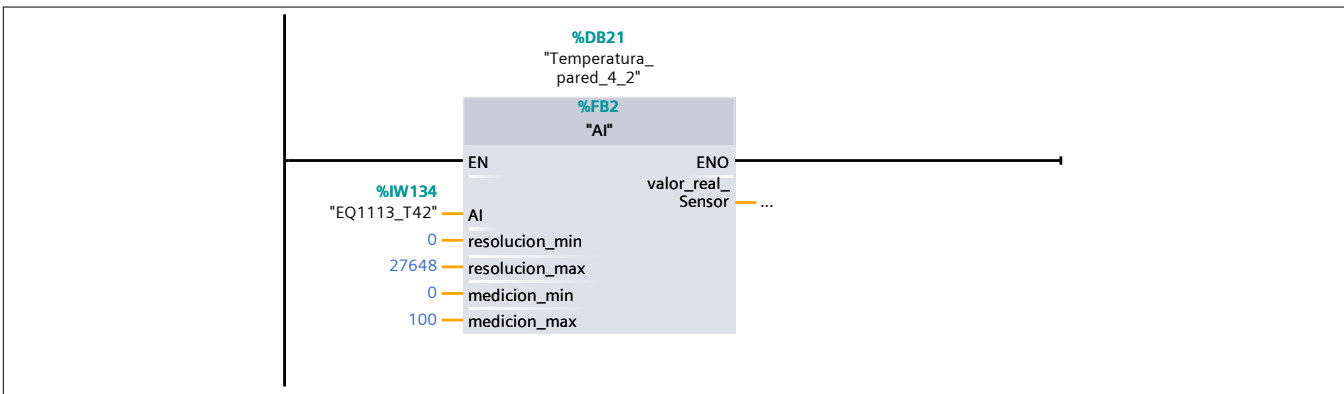 %DB21
"Temperatura_
pared_4_2"
%FB2
"AI"
EN
ENO
%IW134
"EQ1113_T42"
AI
valor_real_
Sensor
...
0
resolucion_min
27648
resolucion_max
0
medicion_min
100
medicion_max